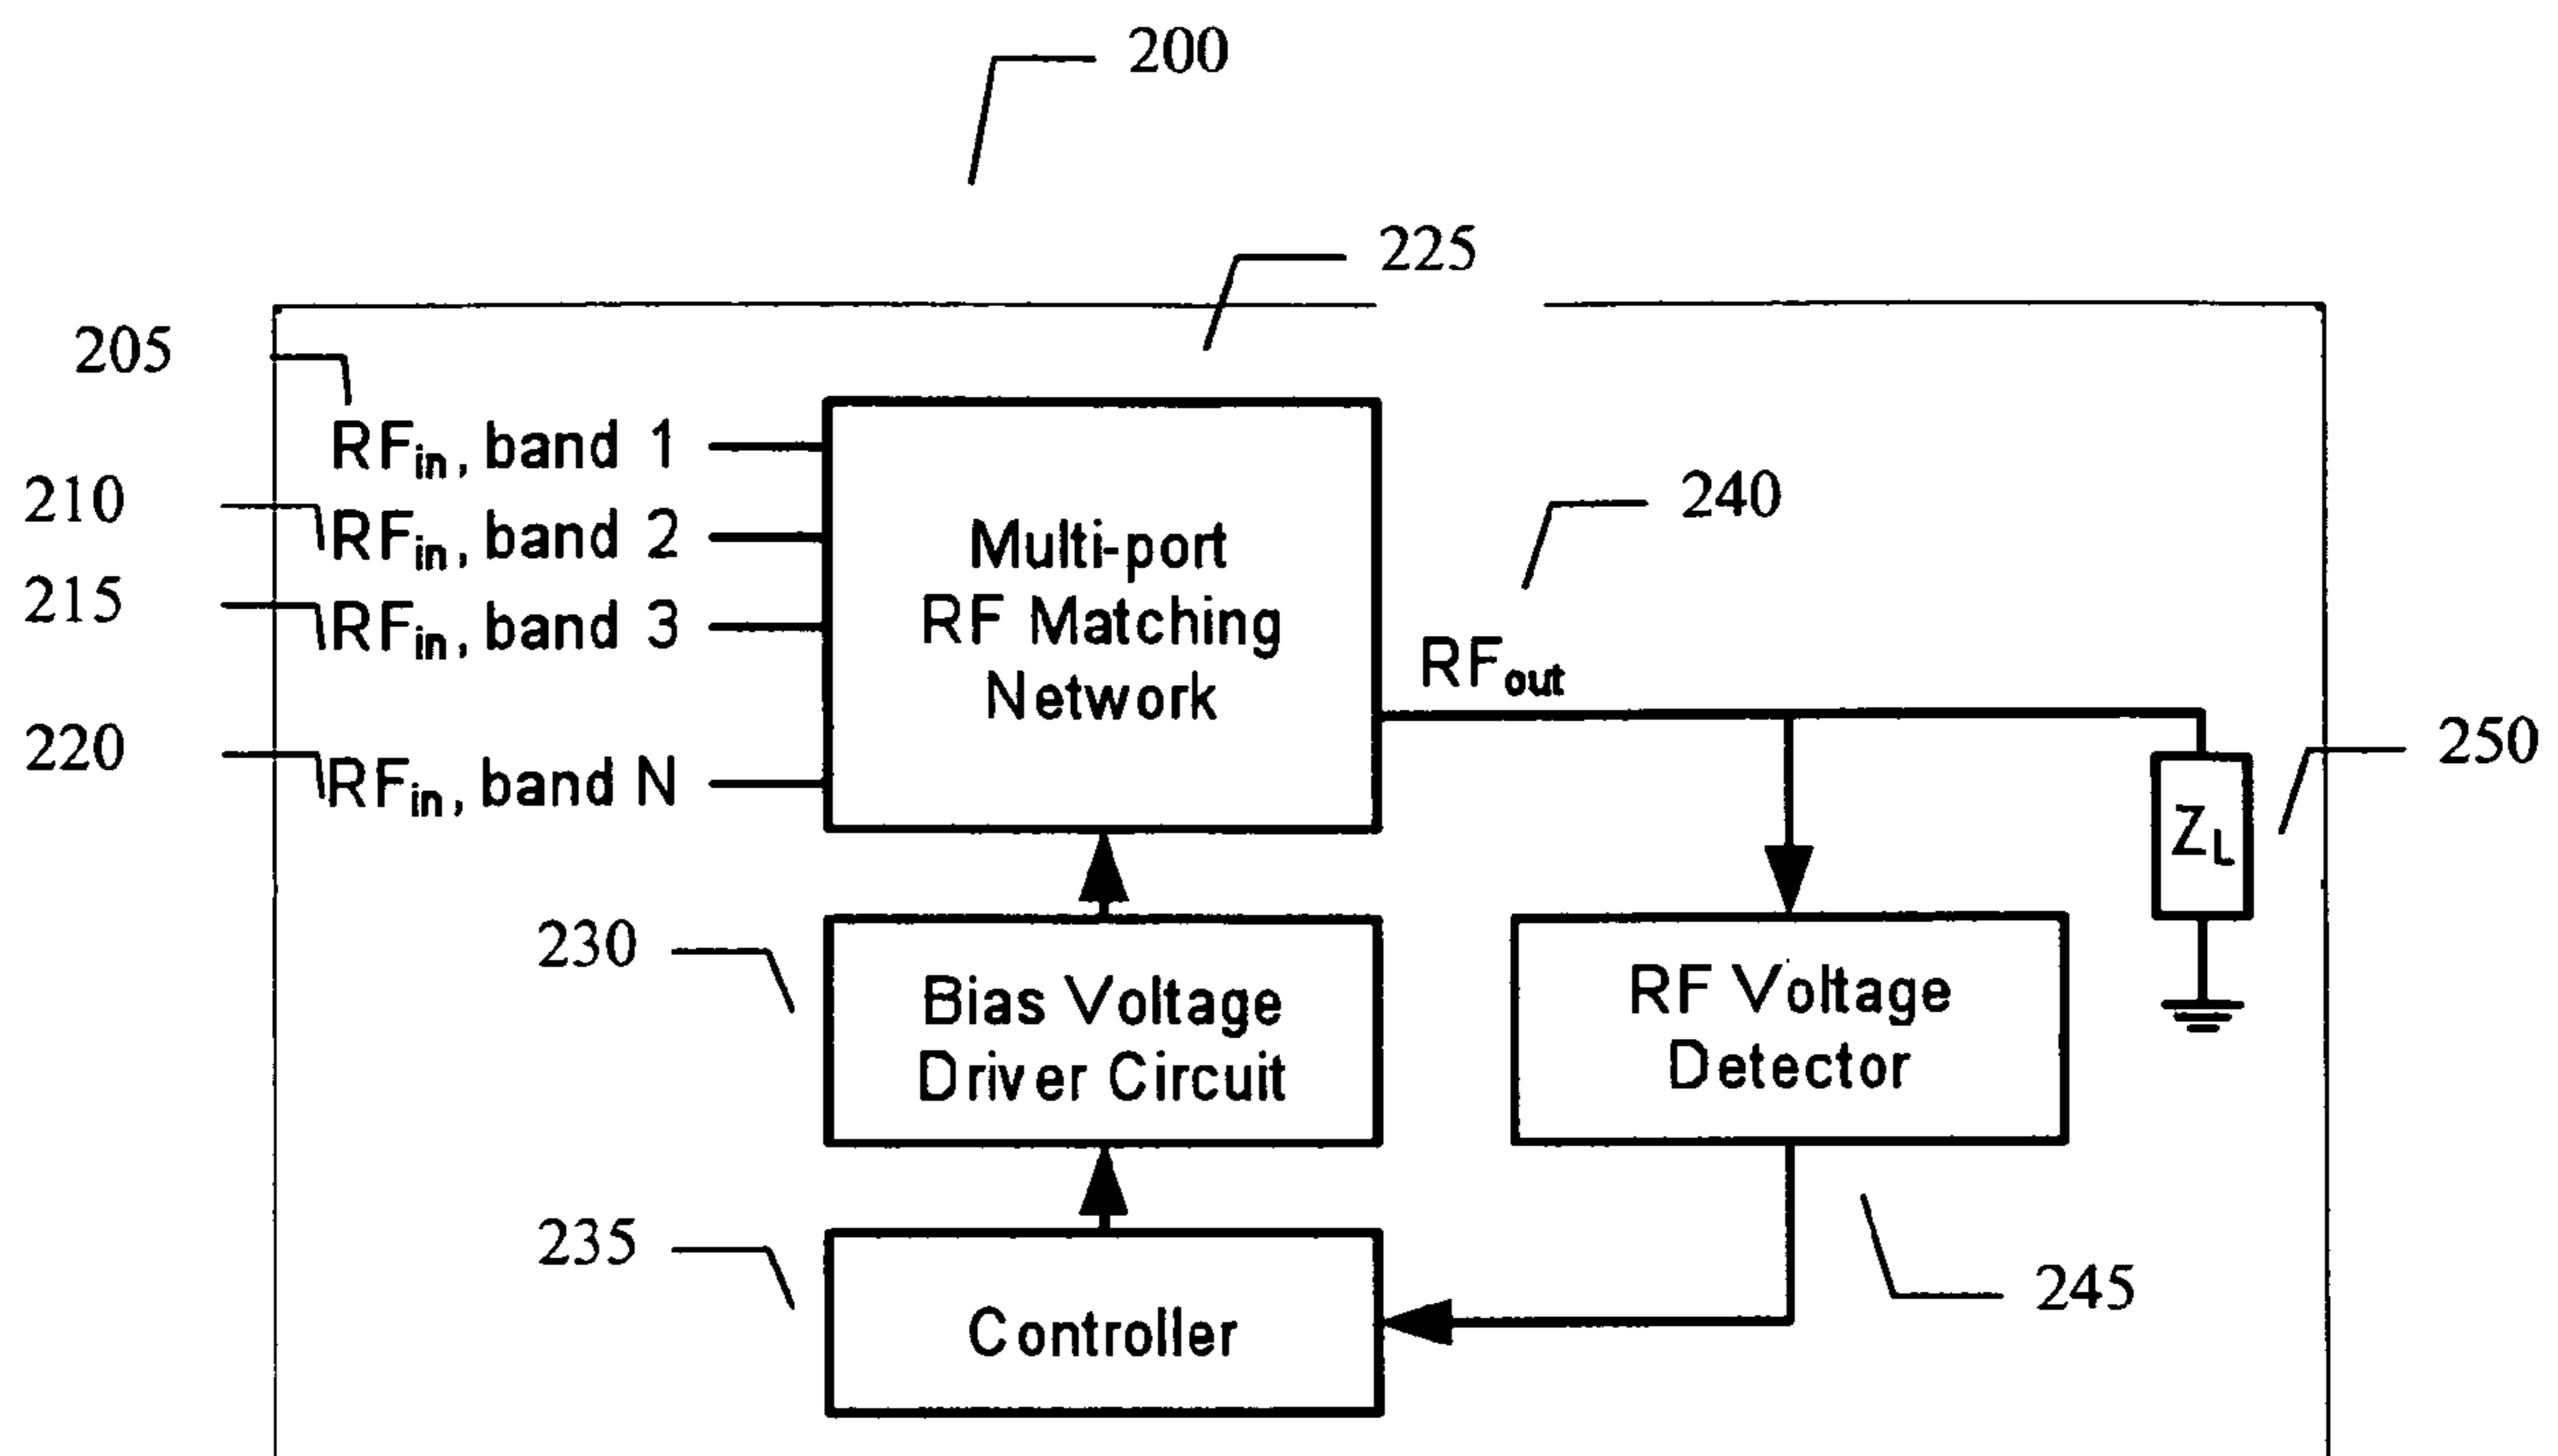 200
225
205
RFin, band 1
210
RFin, band 2
215
RFin, band 3
220
RFin, band N
Multi-port
RF Matching
Network
240
RFout
250
ZL
230
Bias Voltage
Driver Circuit
RF Voltage
Detector
235
Controller
245